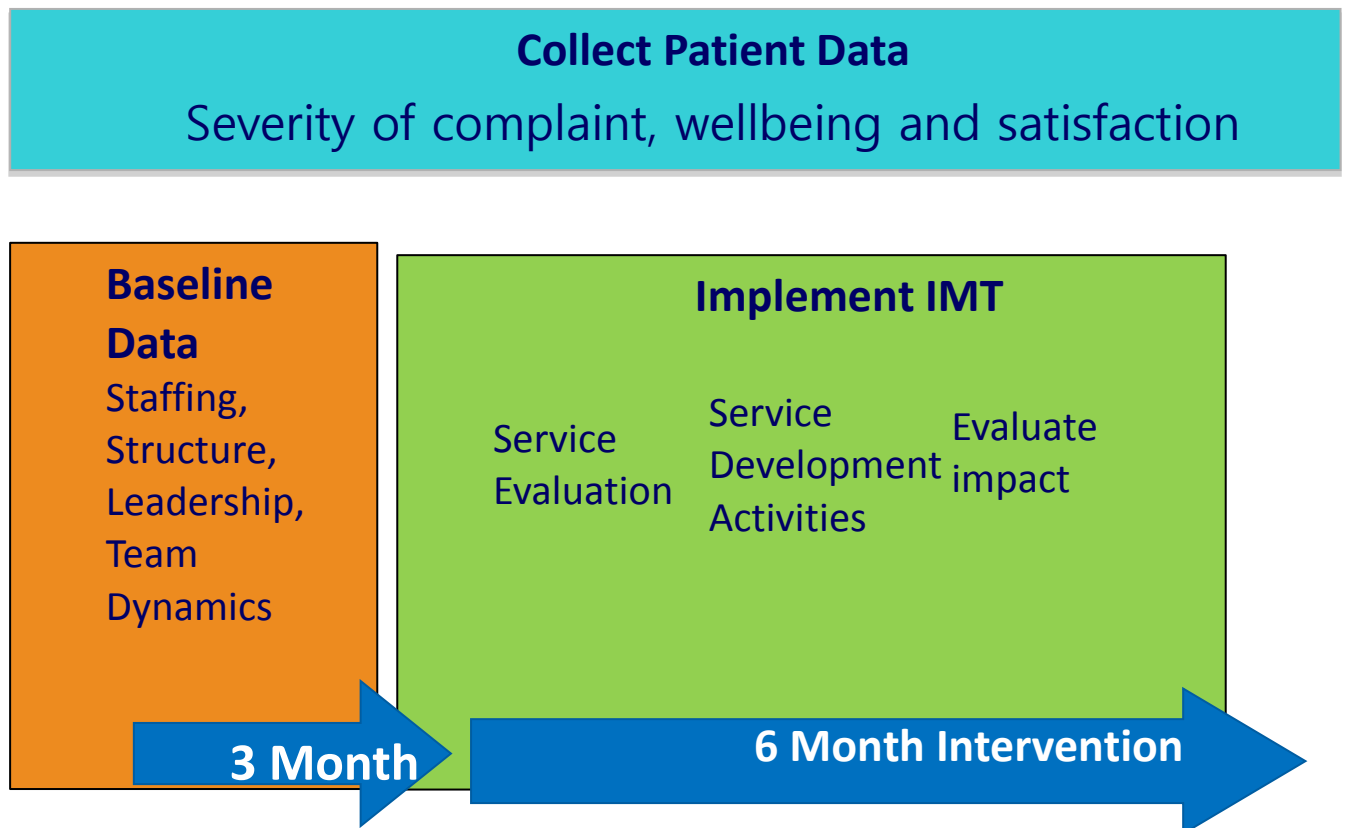 Collect Patient Data
Severity of complaint, wellbeing and satisfaction
Baseline
Data
Staffing,
Structure,
Leadership,
Team
Dynamics
Implement IMT
Service
Evaluation
Service
Development
Activities
Evaluate
impact
3 Month
6 Month Intervention